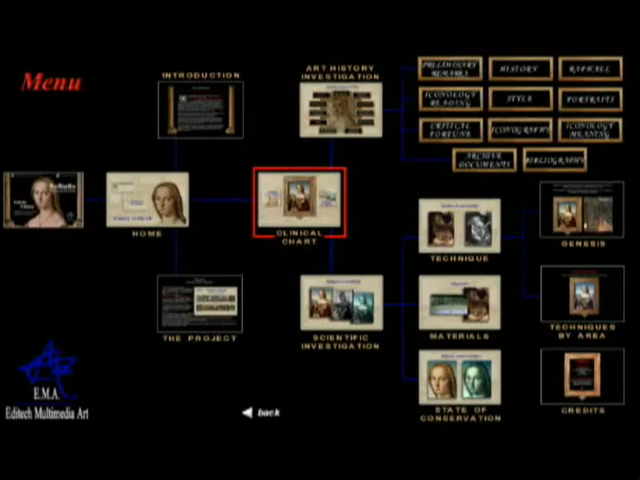 Menu
INTRODUCTION
ART HISTORY
INVESTIGATION
PRELIMINARY
REMARKS
HISTORY
RAPHAEL
ICONOLOGY
READING
STYLE
PORTRAITS
CRITICAL
FORTUNE
ICONOGRAPHY
ICONOLOGY
MEANING
ARCHIVE
DOCUMENTS
BIBLIOGRAPHY
HOME
CLINICAL
CHART
TECHNIQUE
GENESIS
THE PROJECT
SCIENTIFIC
INVESTIGATION
MATERIALS
TECHNIQUES
BY AREA
STATE OF
CONSERVATION
CREDITS
E.M.A.
Editech Multimedia Art
back